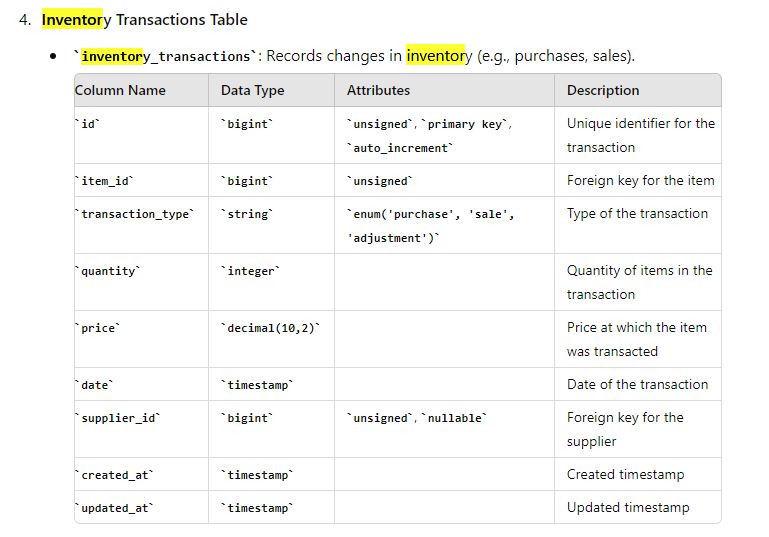 4. Inventory Transactions Table
• `inventory_transactions`: Records changes in inventory (e.g., purchases, sales).
Column Name Data Type Attributes Description
`id` `bigint` `unsigned`, `primary key`, Unique identifier for the
`auto_increment` transaction
`item_id` `bigint` `unsigned` Foreign key for the item
`transaction_type` `string` `enum('purchase', 'sale', Type of the transaction
'adjustment')`
`quantity` `integer` Quantity of items in the
transaction
`price` `decimal(10,2)` Price at which the item
was transacted
`date` `timestamp` Date of the transaction
`supplier_id` `bigint` `unsigned`, `nullable` Foreign key for the
supplier
`created_at` `timestamp` Created timestamp
`updated_at` `timestamp` Updated timestamp